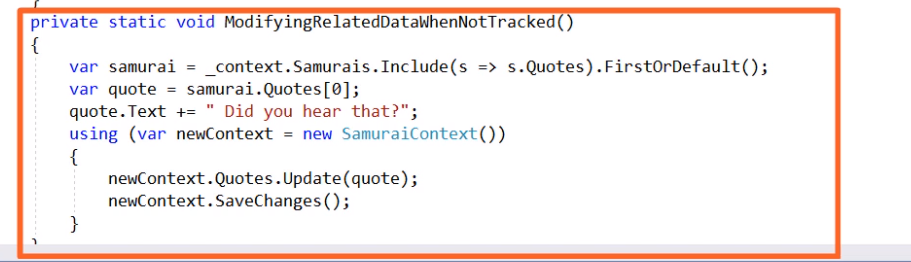 private static void ModifyingRelatedDataWhenNotTracked()
{
var samurai = _context.Samurais.Include(s => s.Quotes).FirstOrDefault();
var quote = samurai.Quotes[0];
quote.Text += " Did you hear that?";
using (var newContext = new SamuraiContext())
{
newContext.Quotes.Update(quote);
newContext.SaveChanges();
}
}